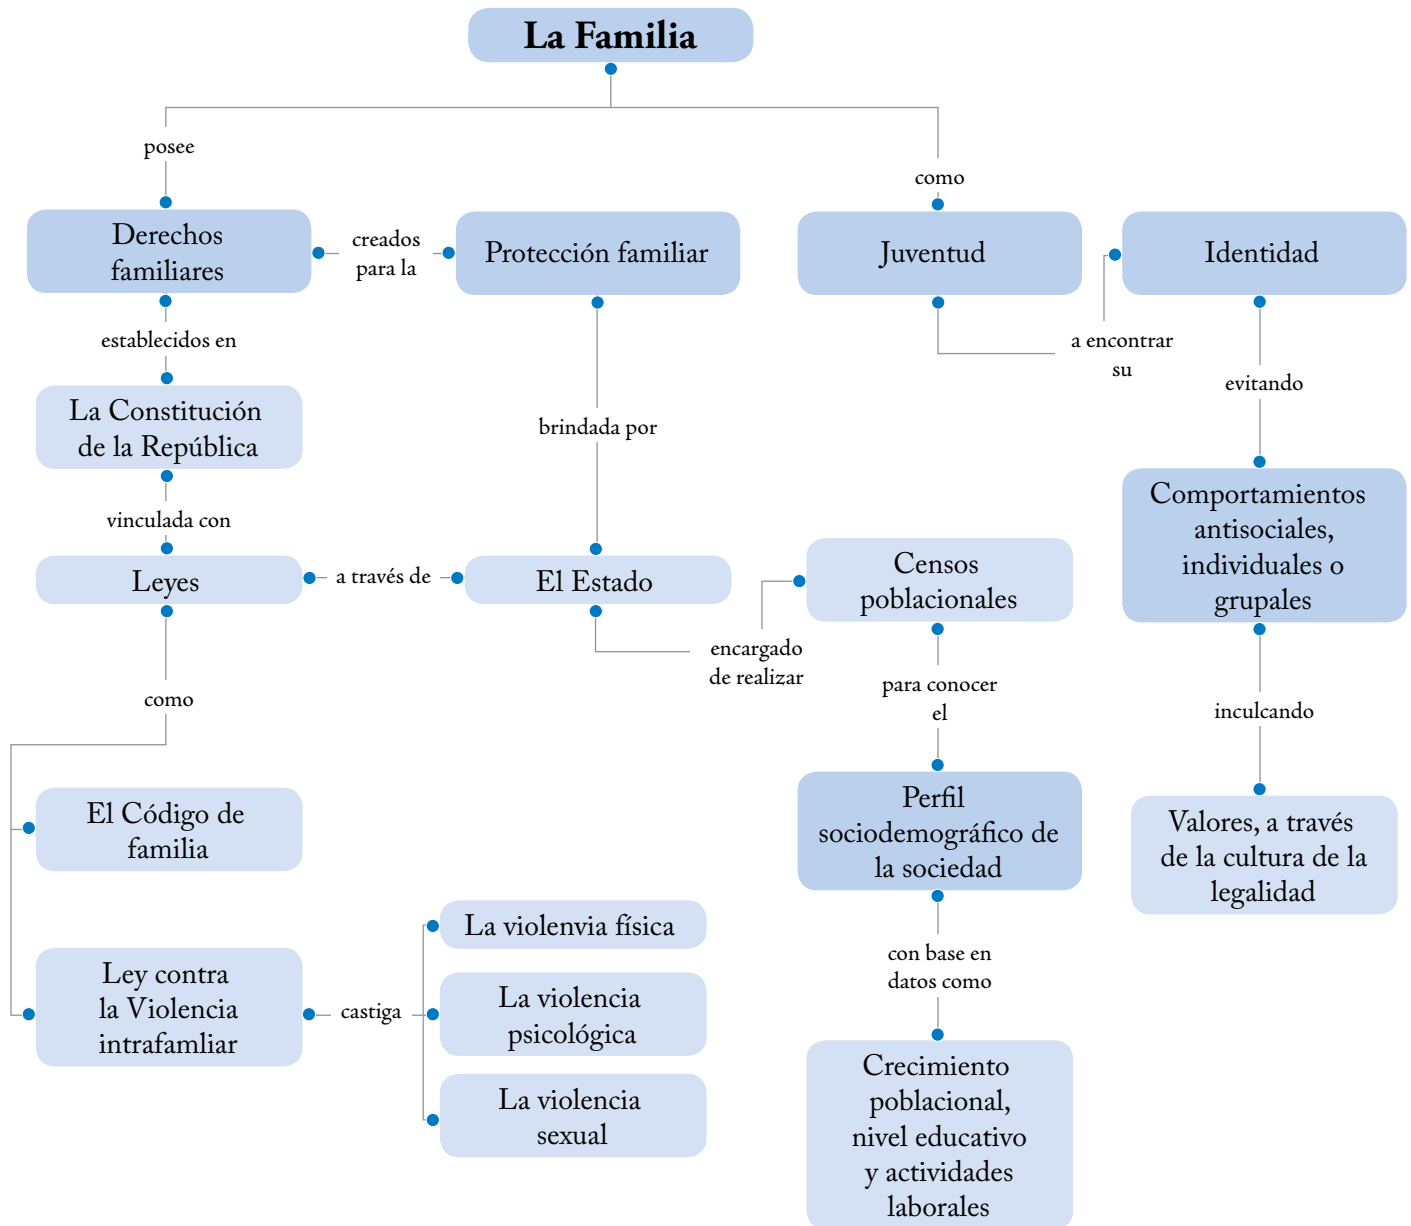 La Familia
posee
como
Derechos
familiares
creados
para la
Protección familiar
Juventud
Identidad
establecidos en
a encontrar
su
evitando
La Constitución
de la República
brindada por
vinculada con
Comportamientos
antisociales,
individuales o
grupales
Leyes
a través de
El Estado
Censos
poblacionales
encargado
de realizar
para conocer
el
inculcando
como
Perfil
sociodemográfico de
la sociedad
Valores, a través
de la cultura de la
legalidad
El Código de
familia
La violenvia física
con base en
datos como
Ley contra
la Violencia
intrafamliar
castiga
La violencia
psicológica
La violencia
sexual
Crecimiento
poblacional,
nivel educativo
y actividades
laborales